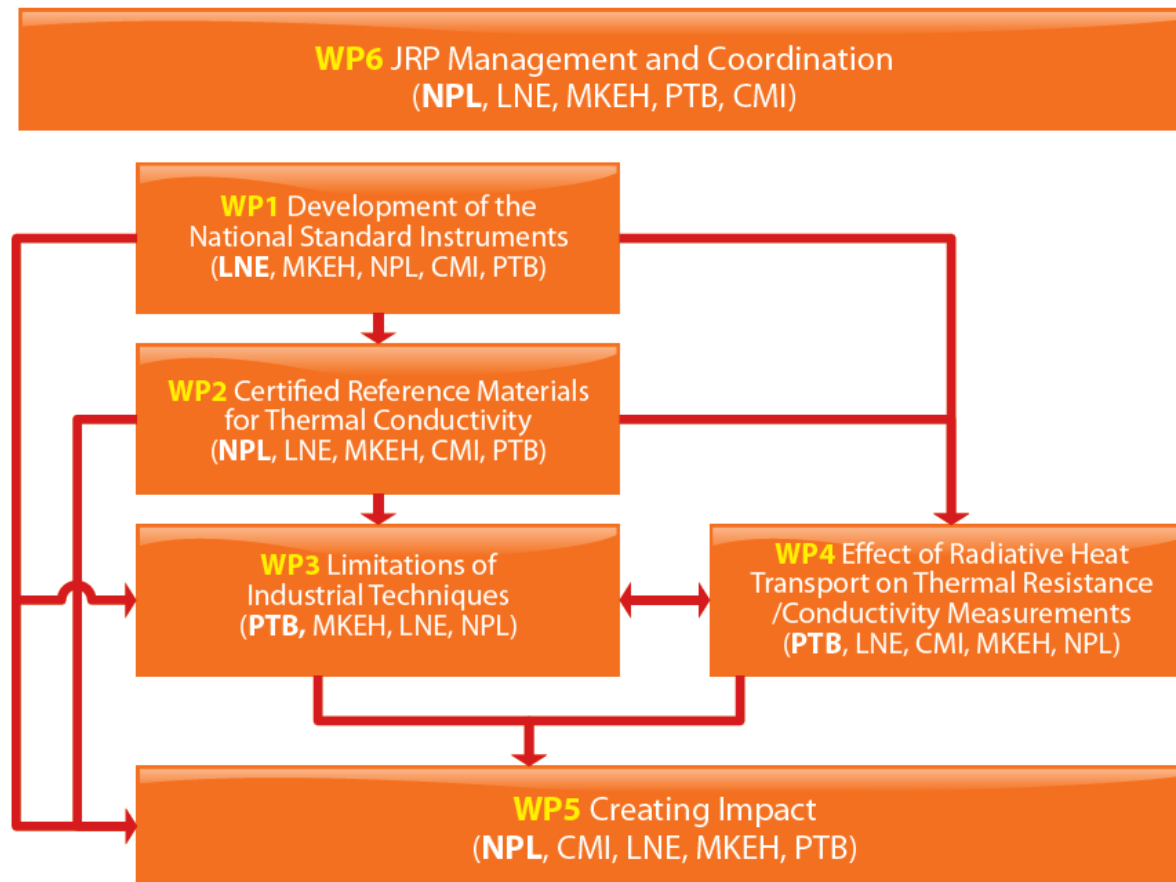 WP6 JRP Management and Coordination
(NPL, LNE, MKEH, PTB, CMI)
WP1 Development of the
National Standard Instruments
(LNE, MKEH, NPL, CMI, PTB)
WP2 Certified Reference Materials
for Thermal Conductivity
(NPL, LNE, MKEH, CMI, PTB)
WP3 Limitations of
Industrial Techniques
(PTB, MKEH, LNE, NPL)
WP4 Effect of Radiative Heat
Transport on Thermal Resistance
/Conductivity Measurements
(PTB, LNE, CMI, MKEH, NPL)
WP5 Creating Impact
(NPL, CMI, LNE, MKEH, PTB)